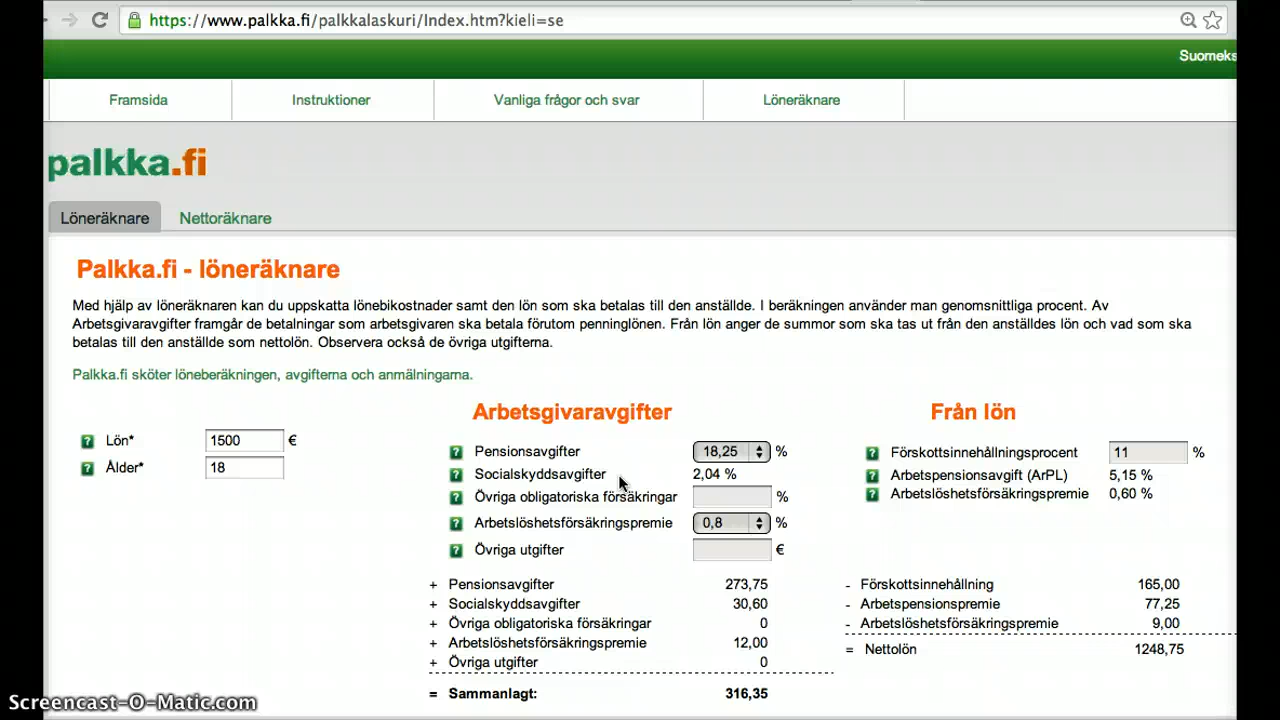 https://www.palkka.fi/palkkalaskuri/Index.htm?kieli=se
Suomeks
Framsida Instruktioner Vanliga frågor och svar Löneräknare
palkka.fi
Löneräknare Nettoräknare
Palkka.fi - löneräknare
Med hjälp av löneräknaren kan du uppskatta lönebikostnader samt den lön som ska betalas till den anställde. I beräkningen använder man genomsnittliga procent. Av
Arbetsgivaravgifter framgår de betalningar som arbetsgivaren ska betala förutom penninglönen. Från lön anger de summor som ska tas ut från den anställdes lön och vad som ska
betalas till den anställde som nettolön. Observera också de övriga utgifterna.
Palkka.fi sköter löneberäkningen, avgifterna och anmälningarna.
Arbetsgivaravgifter
Från lön
? Lön* 1500 €
? Ålder* 18
? Pensionsavgifter 18,25 %
? Socialskyddsavgifter 2,04 %
? Övriga obligatoriska försäkringar %
? Arbetslöshetsförsäkringspremie 0,8 %
? Övriga utgifter €
? Förskottsinnehållningsprocent 11 %
? Arbetspensionsavgift (ArPL) 5,15 %
? Arbetslöshetsförsäkringspremie 0,60 %
+ Pensionsavgifter 273,75
+ Socialskyddsavgifter 30,60
+ Övriga obligatoriska försäkringar 0
+ Arbetslöshetsförsäkringspremie 12,00
+ Övriga utgifter 0
= Sammanlagt: 316,35
- Förskottsinnehållning 165,00
- Arbetspensionspremie 77,25
- Arbetslöshetsförsäkringspremie 9,00
= Nettolön 1248,75
Screencast-O-Matic.com